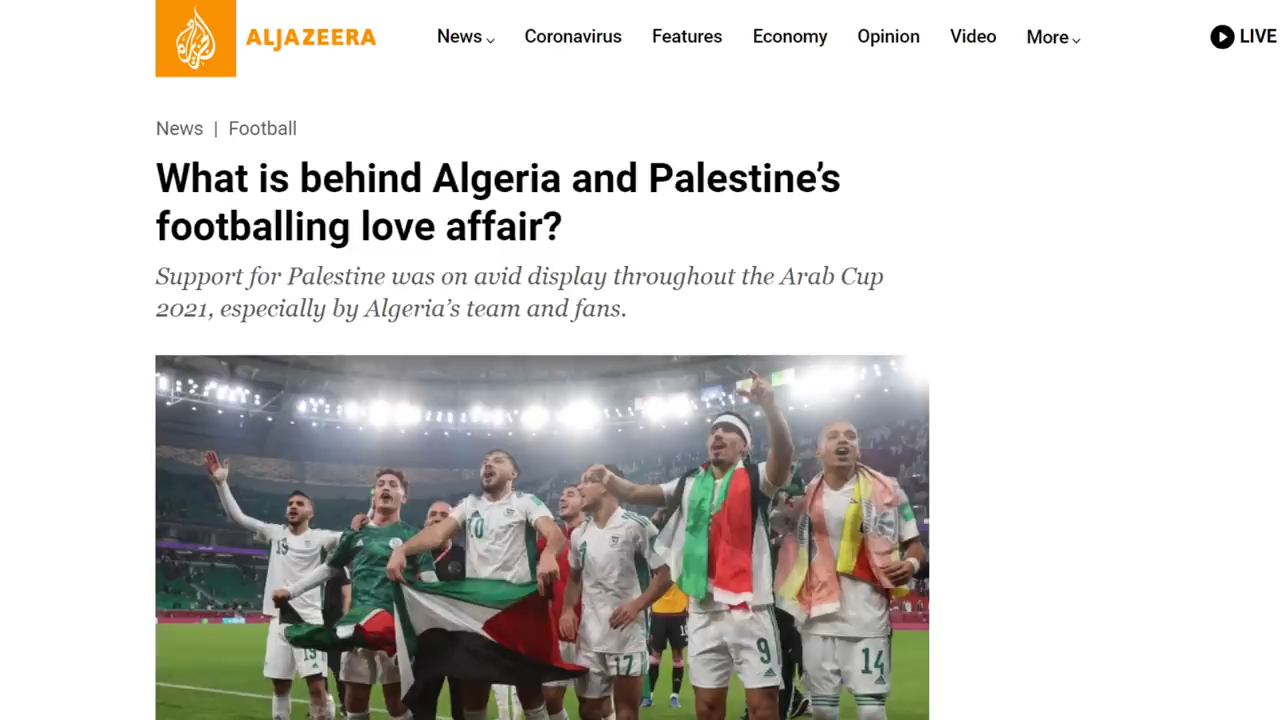 ALJAZEERA
News Coronavirus Features Economy Opinion Video More LIVE
News | Football
What is behind Algeria and Palestine's
footballing love affair?
Support for Palestine was on avid display throughout the Arab Cup
2021, especially by Algeria's team and fans.
19
10
19
17
9
14